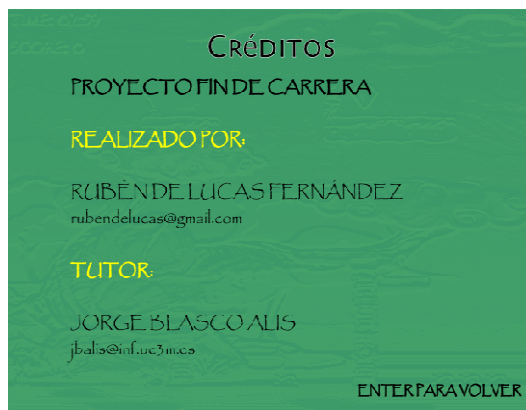 CRéDITOS
PROYECTO FIN DE CARRERA
REALIZADO POR:
RUBÉN DE LUCAS FERNÁNDEZ
rubendelucas@gmail.com
TUTOR:
JORGE BLASCO ALIS
jbalis@inf.uc3m.es
ENTER PARA VOLVER